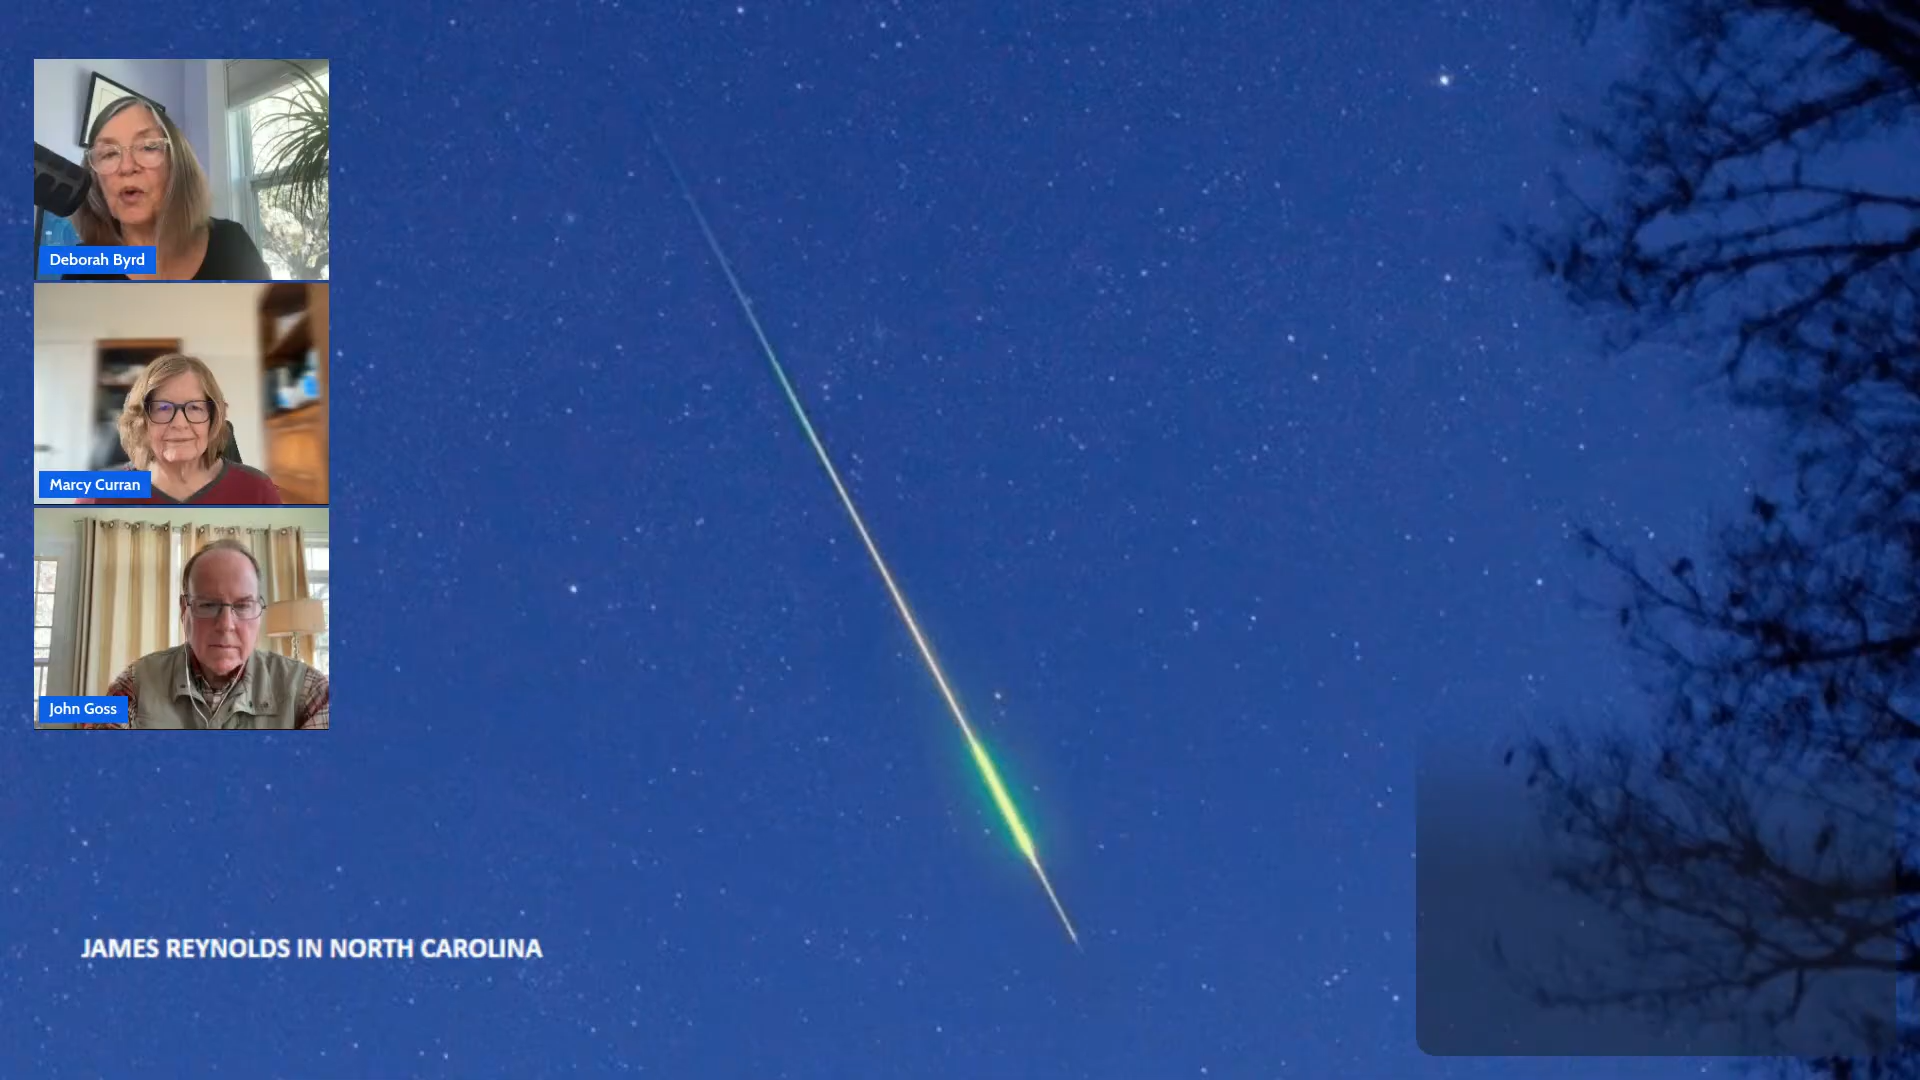 Deborah Byrd
Marcy Curran
John Goss
JAMES REYNOLDS IN NORTH CAROLINA